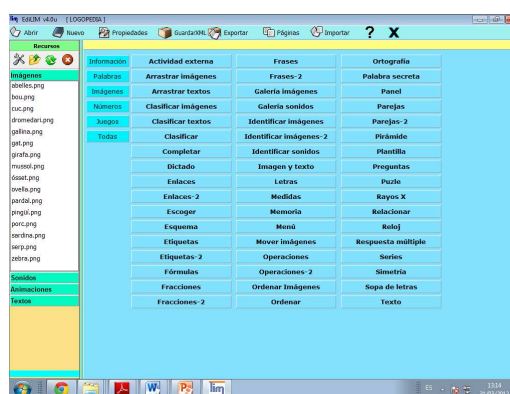 EdiLIM v4.0u [ LOGOPEDIA ]
Abrir Nuevo Propiedades GuardarXML Exportar Páginas Importar ? X
Recursos
Imágenes
abelles.png
bou.png
cuc.png
dromedari.png
gallina.png
gat.png
girafa.png
mussol.png
ósset.png
ovella.png
pardal.png
pingüí.png
porc.png
sardina.png
serp.png
zebra.png
Sonidos
Animaciones
Textos
Información
Palabras
Imágenes
Números
Juegos
Todas
Actividad externa
Arrastrar imágenes
Arrastrar textos
Clasificar imágenes
Clasificar textos
Clasificar
Completar
Dictado
Enlaces
Enlaces-2
Escoger
Esquema
Etiquetas
Etiquetas-2
Fórmulas
Fracciones
Fracciones-2
Frases
Frases-2
Galería imágenes
Galería sonidos
Identificar imágenes
Identificar imágenes-2
Identificar sonidos
Imagen y texto
Letras
Medidas
Memoria
Menú
Mover imágenes
Operaciones
Operaciones-2
Ordenar Imágenes
Ordenar
Ortografía
Palabra secreta
Panel
Parejas
Parejas-2
Pirámide
Plantilla
Preguntas
Puzle
Rayos X
Relacionar
Reloj
Respuesta múltiple
Series
Simetría
Sopa de letras
Texto
lim
ES
13:14